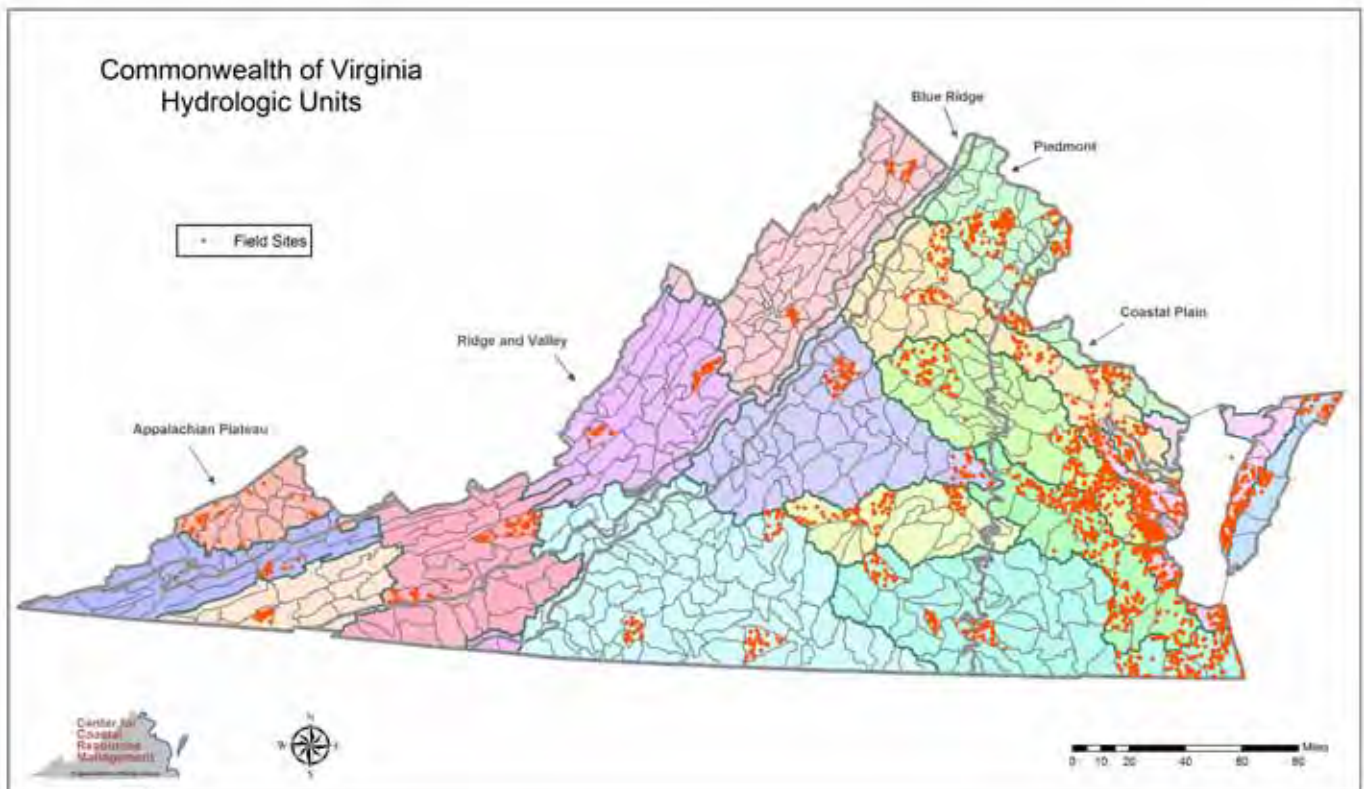 Commonwealth of Virginia
Hydrologic Units
Blue Ridge
Piedmont
Field Sites
Coastal Plain
Ridge and Valley
Appalachian Plateau
Center for
Coastal
Resources
Management
N
W E
S
Miles
0 10 20 40 60 80